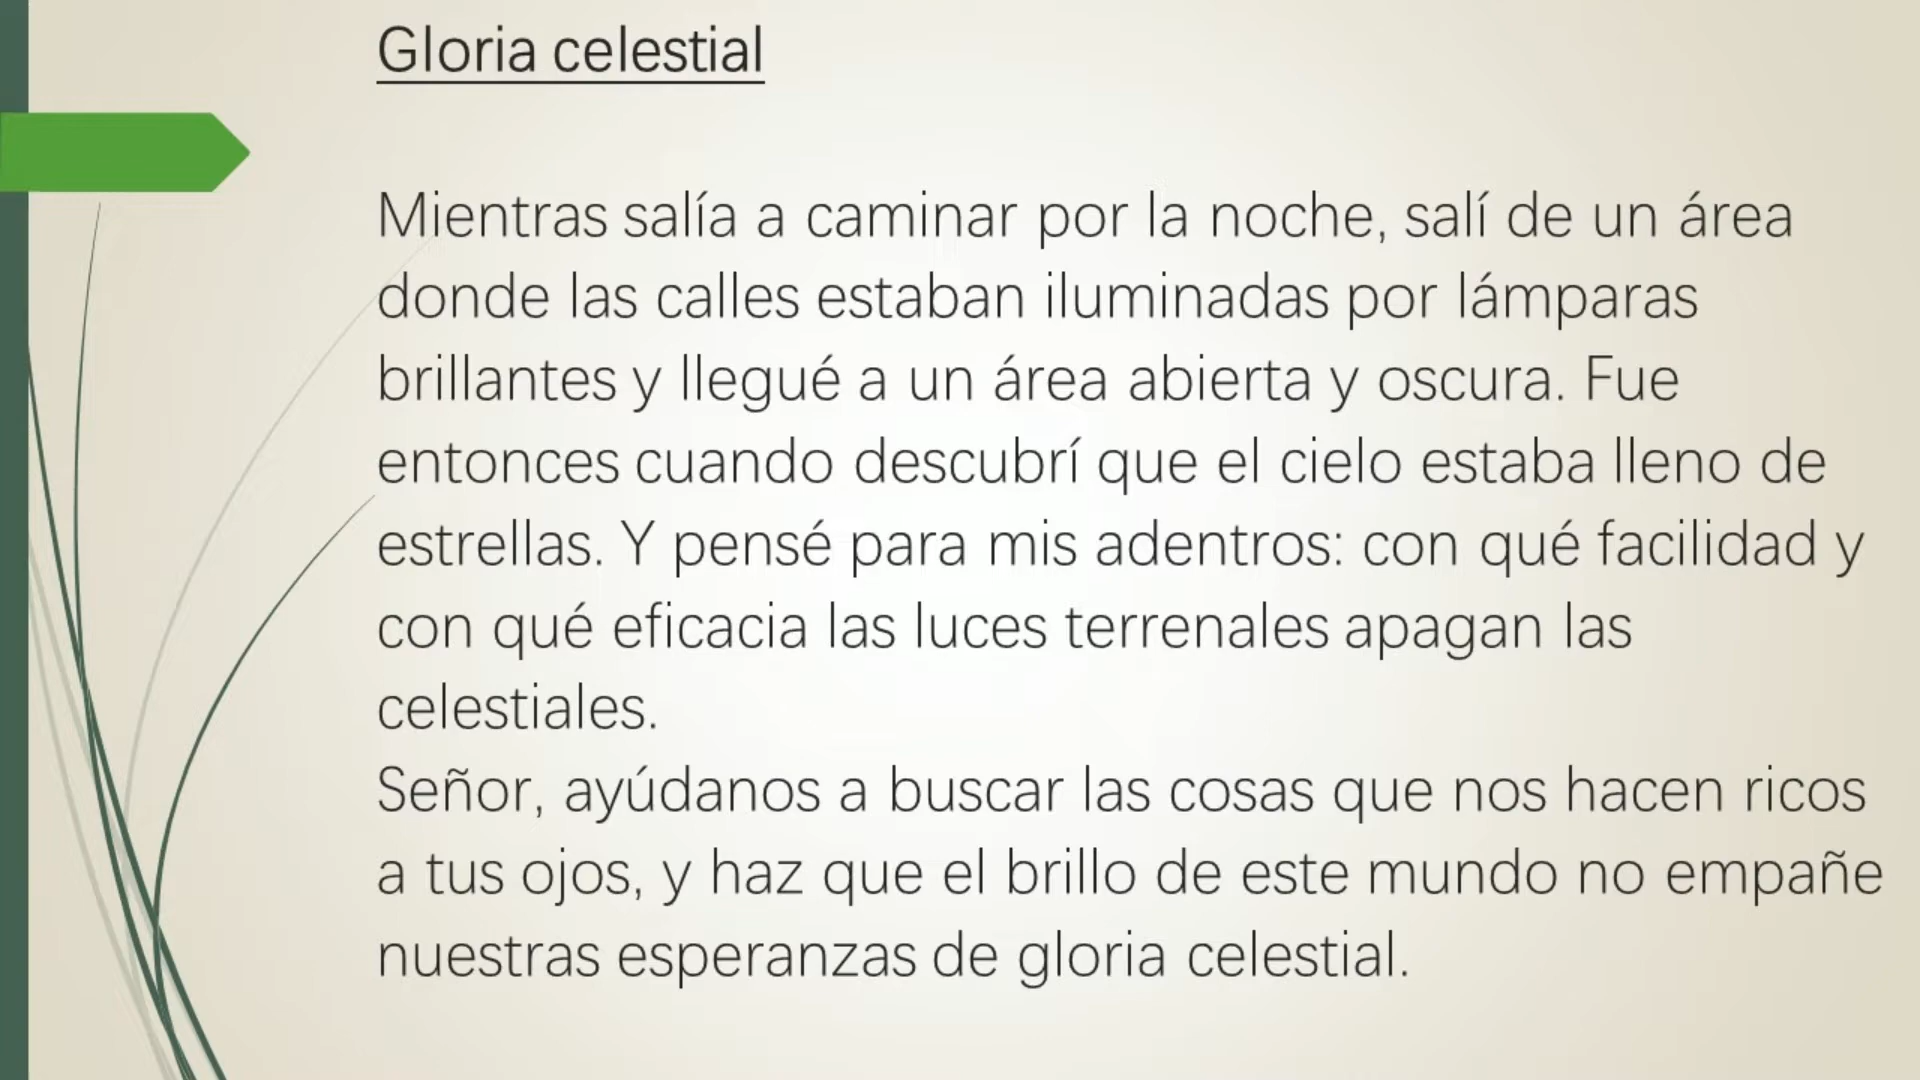 Gloria celestial
Mientras salía a caminar por la noche, salí de un área
donde las calles estaban iluminadas por lámparas
brillantes y llegué a un área abierta y oscura. Fue
entonces cuando descubrí que el cielo estaba lleno de
estrellas. Y pensé para mis adentros: con qué facilidad y
con qué eficacia las luces terrenales apagan las
celestiales.
Señor, ayúdanos a buscar las cosas que nos hacen ricos
a tus ojos, y haz que el brillo de este mundo no empañe
nuestras esperanzas de gloria celestial.